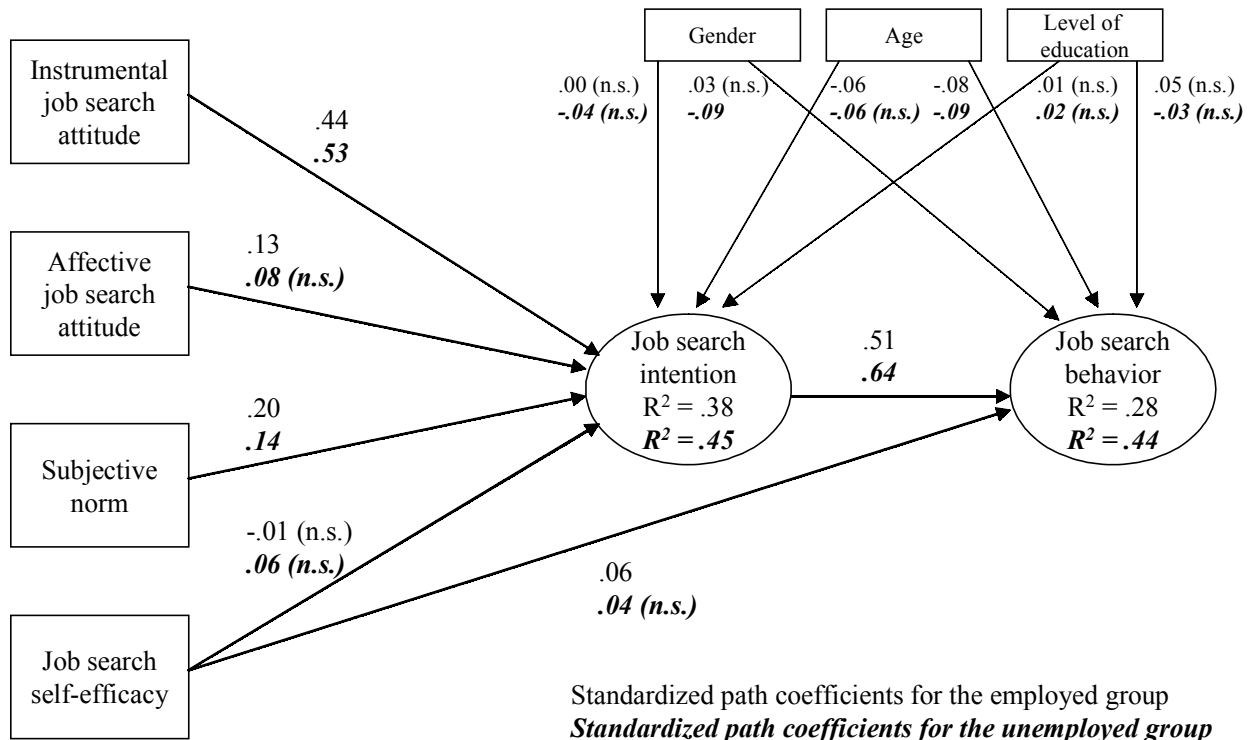 Instrumental
job search
attitude
Affective
job search
attitude
Subjective
norm
Job search
self-efficacy
Gender
Age
Level of
education
.00 (n.s.)
-.04 (n.s.)
.03 (n.s.)
-.09
-.06
-.06 (n.s.)
-.08
-.09
.01 (n.s.)
.02 (n.s.)
.05 (n.s.)
-.03 (n.s.)
.44
.53
.13
.08 (n.s.)
.20
.14
-.01 (n.s.)
.06 (n.s.)
.06
.04 (n.s.)
Job search
intention
R² = .38
R² = .45
.51
.64
Job search
behavior
R² = .28
R² = .44
Standardized path coefficients for the employed group
Standardized path coefficients for the unemployed group